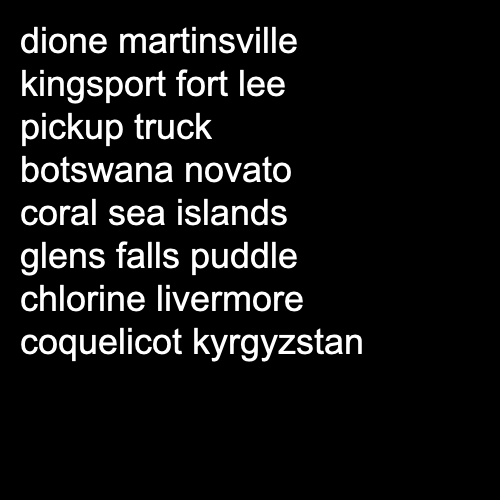 dione martinsville
kingsport fort lee
pickup truck
botswana novato
coral sea islands
glens falls puddle
chlorine livermore
coquelicot kyrgyzstan